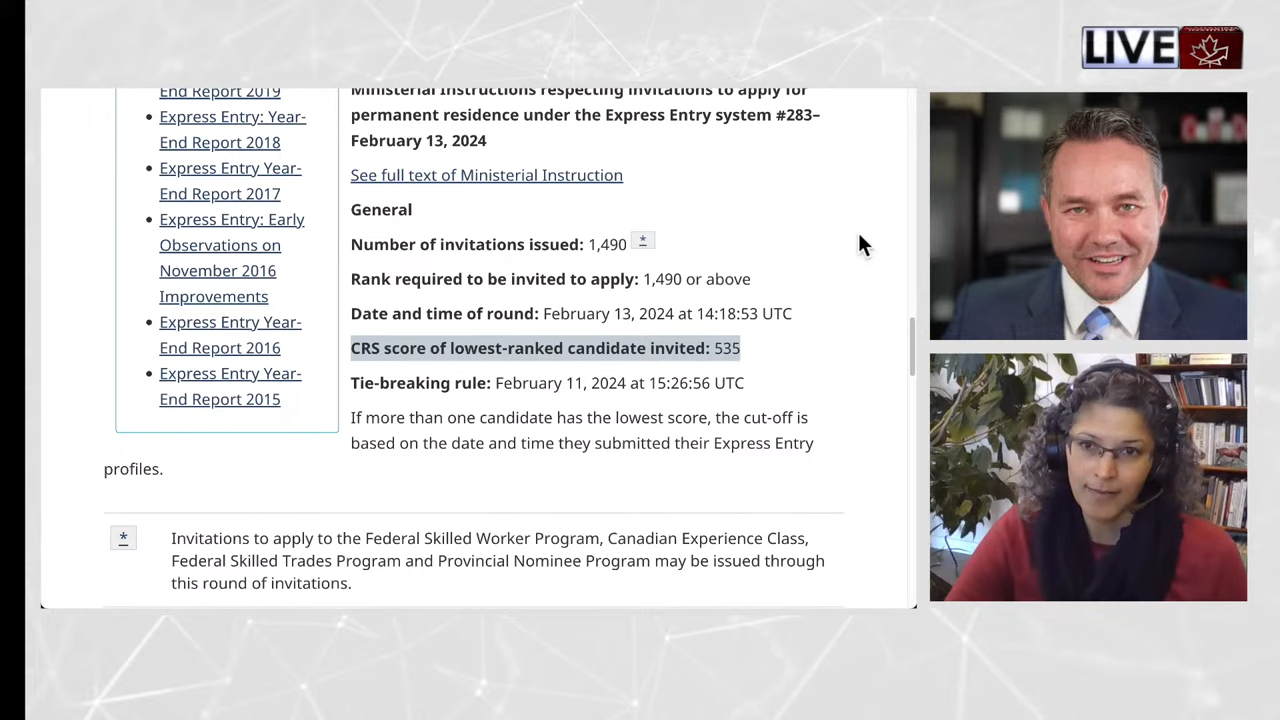 LIVE
End Report 2019
Express Entry: Year-
End Report 2018
Express Entry Year-
End Report 2017
Express Entry: Early
Observations on
November 2016
Improvements
Express Entry Year-
End Report 2016
Express Entry Year-
End Report 2015
Ministerial Instructions respecting invitations to apply for
permanent residence under the Express Entry system #283–
February 13, 2024
See full text of Ministerial Instruction
General
Number of invitations issued: 1,490 *
Rank required to be invited to apply: 1,490 or above
Date and time of round: February 13, 2024 at 14:18:53 UTC
CRS score of lowest-ranked candidate invited: 535
Tie-breaking rule: February 11, 2024 at 15:26:56 UTC
If more than one candidate has the lowest score, the cut-off is
based on the date and time they submitted their Express Entry
profiles.
* Invitations to apply to the Federal Skilled Worker Program, Canadian Experience Class,
Federal Skilled Trades Program and Provincial Nominee Program may be issued through
this round of invitations.